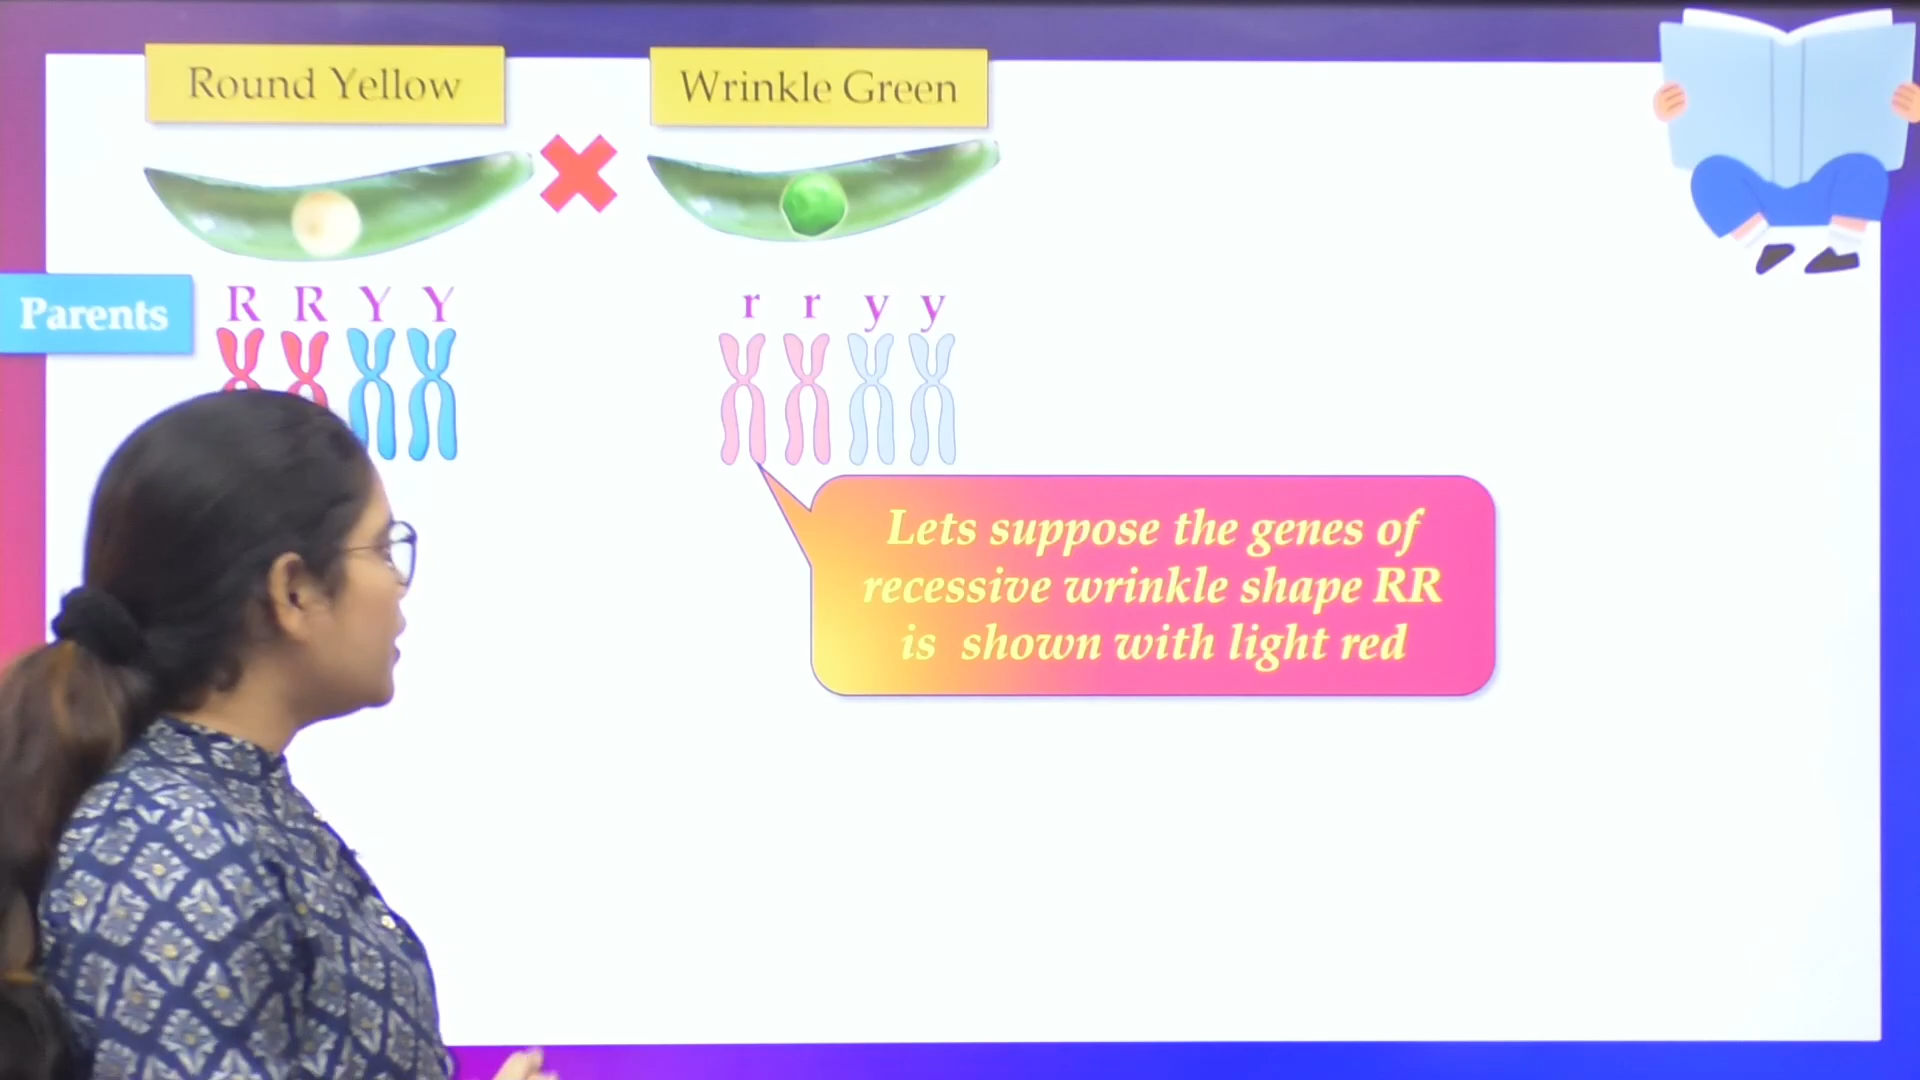 Round Yellow
Wrinkle Green
Parents
R R Y Y
r r y y
Lets suppose the genes of
recessive wrinkle shape RR
is shown with light red